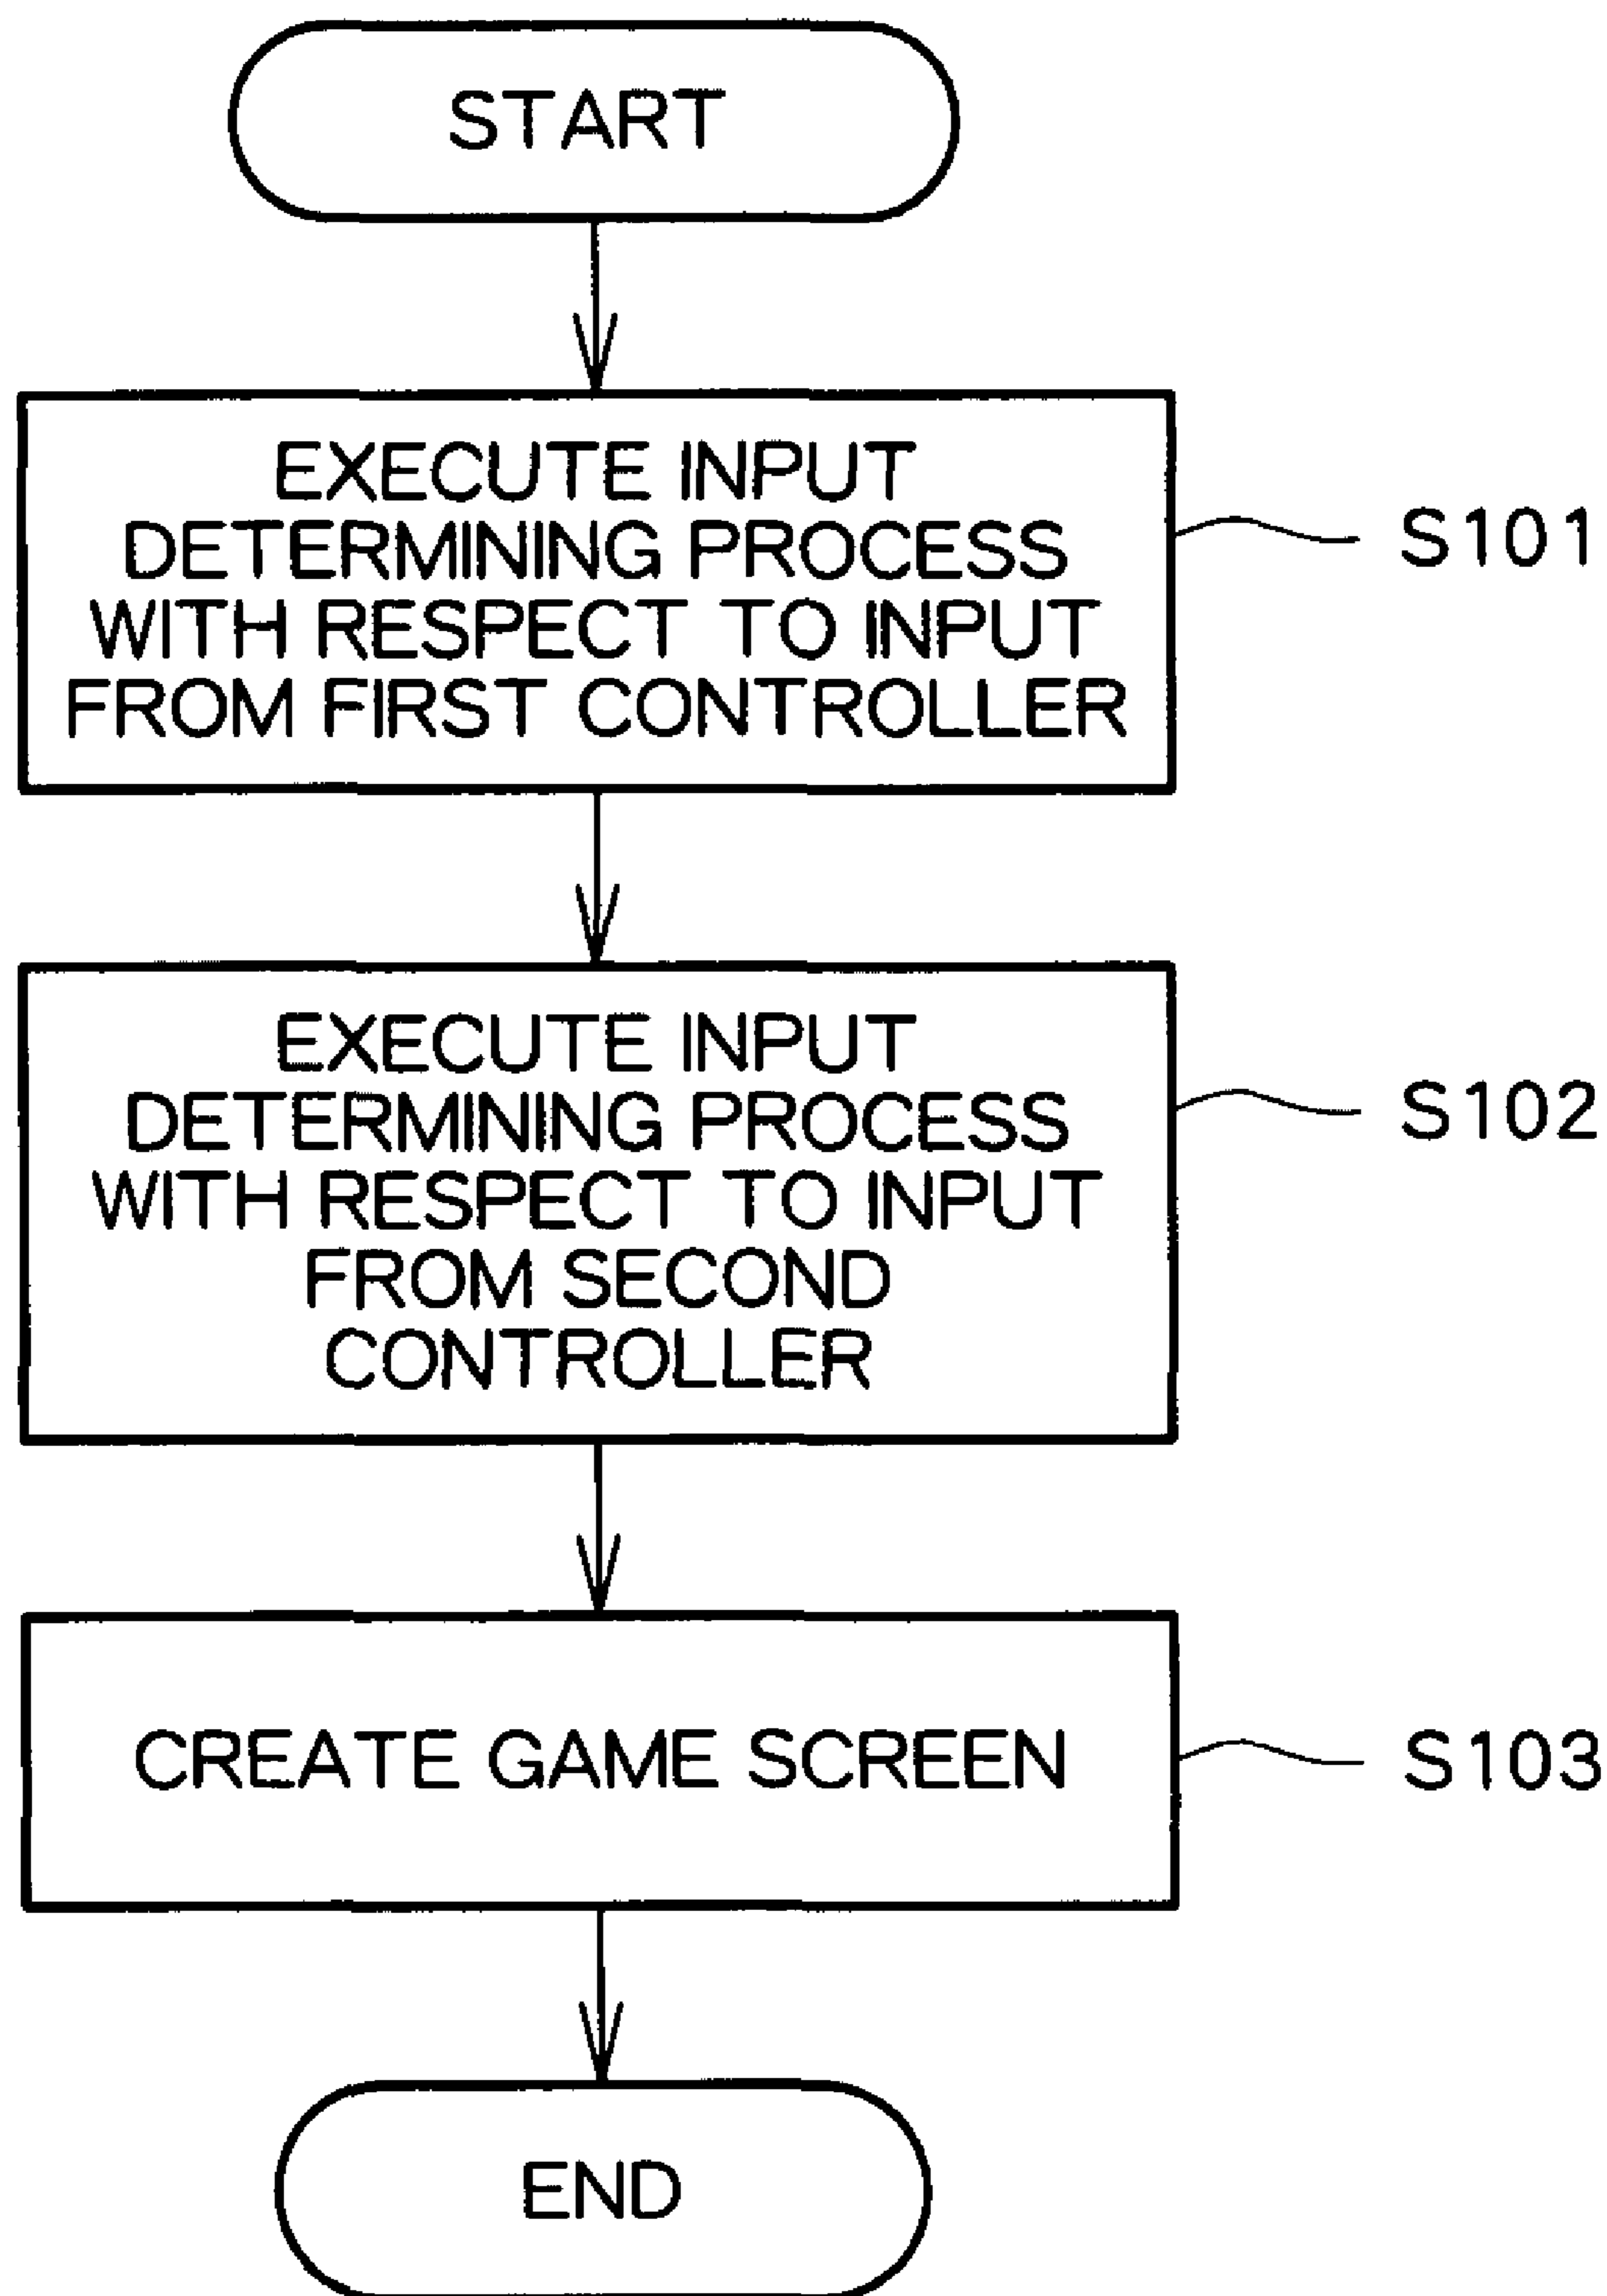 START
EXECUTE INPUT
DETERMINING PROCESS
WITH RESPECT TO INPUT
FROM FIRST CONTROLLER
S101
EXECUTE INPUT
DETERMINING PROCESS
WITH RESPECT TO INPUT
FROM SECOND
CONTROLLER
S102
CREATE GAME SCREEN
S103
END